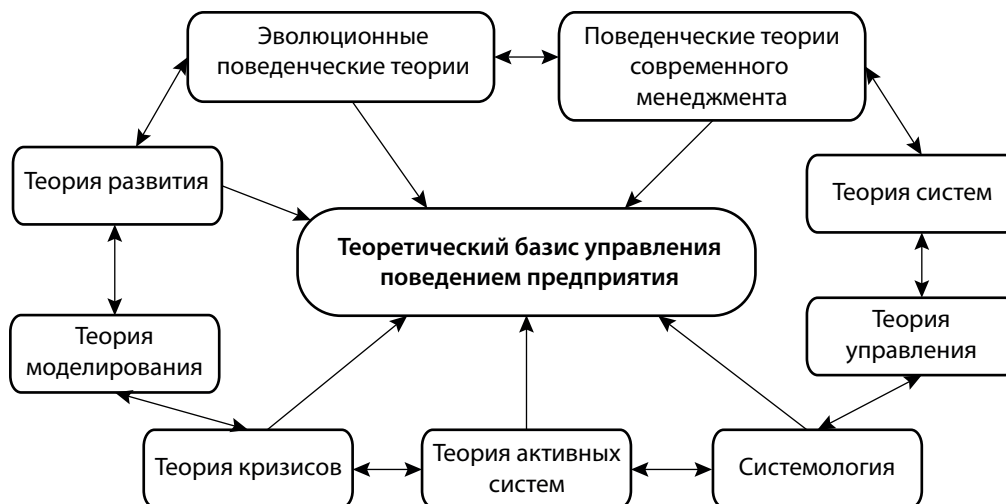 Эволюционные
поведенческие теории
Поведенческие теории
современного
менеджмента
Теория развития
Теория систем
Теоретический базис управления
поведением предприятия
Теория
моделирования
Теория
управления
Теория кризисов
Теория активных
систем
Системология